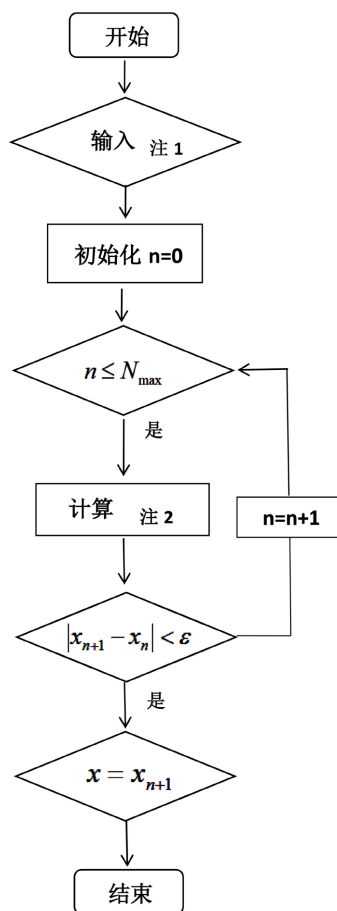 开始
输入 注 1
初始化 n=0
n ≤ N_max
是
计算 注 2
n=n+1
|x_{n+1} − x_n| < ε
是
x = x_{n+1}
结束